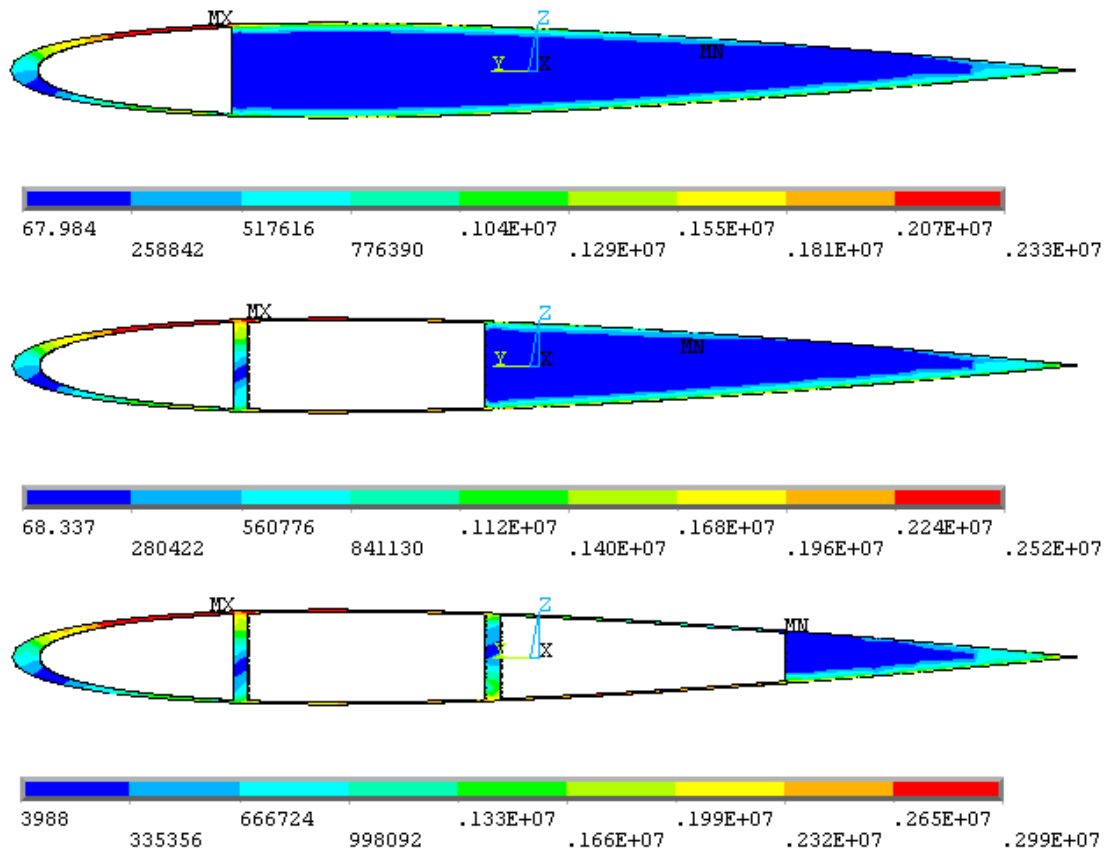 MX Z
MN
Y X
67.984 517616 .104E+07 .155E+07 .207E+07
258842 776390 .129E+07 .181E+07 .233E+07
MX Z
MN
Y X
68.337 560776 .112E+07 .168E+07 .224E+07
280422 841130 .140E+07 .196E+07 .252E+07
MX Z
MN
Y X
3988 666724 .133E+07 .199E+07 .265E+07
335356 998092 .166E+07 .232E+07 .299E+07